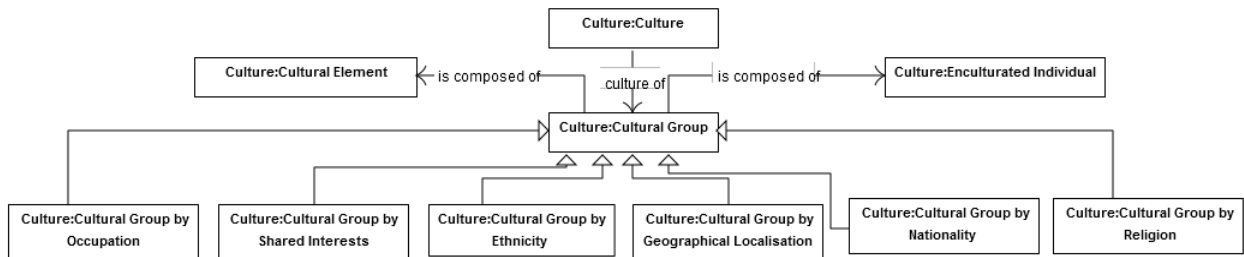 Culture:Culture
Culture:Cultural Element
is composed of
culture of
is composed of
Culture:Enculturated Individual
Culture:Cultural Group
Culture:Cultural Group by
Occupation
Culture:Cultural Group by
Shared Interests
Culture:Cultural Group by
Ethnicity
Culture:Cultural Group by
Geographical Localisation
Culture:Cultural Group by
Nationality
Culture:Cultural Group by
Religion